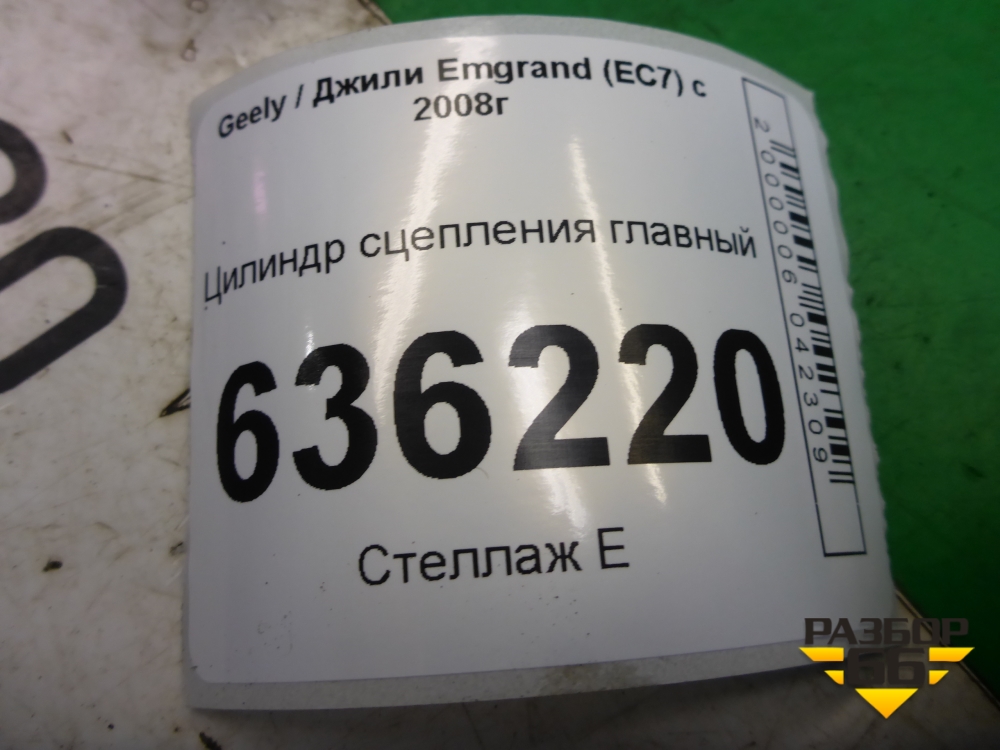 Geely / Джили Emgrand (EC7) с
2008г
Цилиндр сцепления главный
636220
Стеллаж Е
2000006042309
РАЗБОР
66